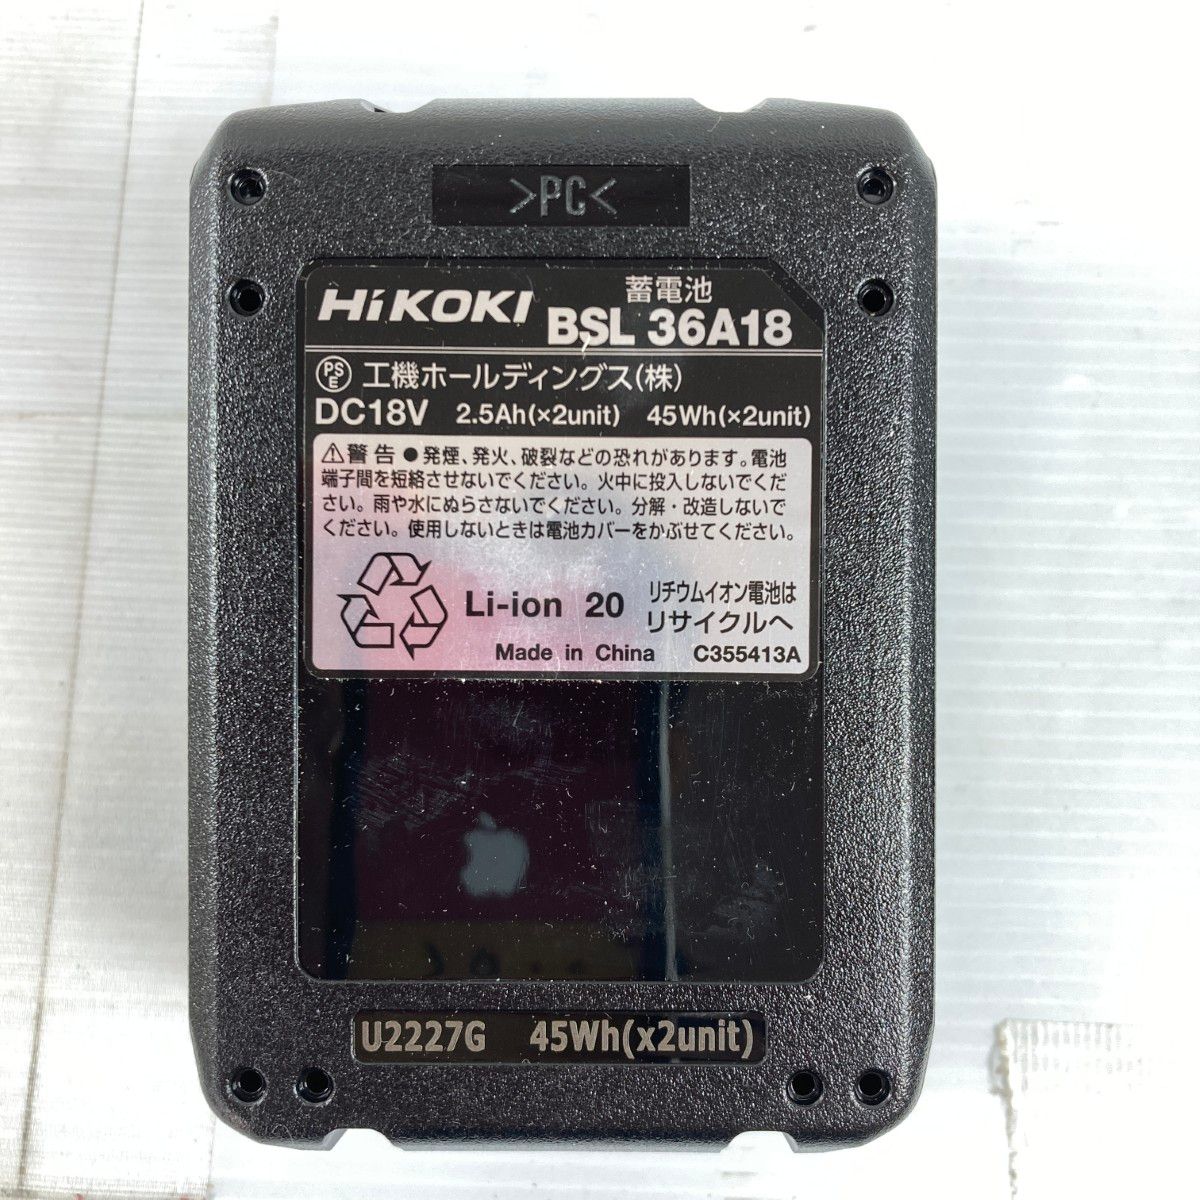 >PC<
HiKOKI 蓄電池
BSL 36A18
PS E 工機ホールディングス(株)
DC18V 2.5Ah(×2unit) 45Wh(×2unit)
⚠警告 ●発煙、発火、破裂などの恐れがあります。電池
端子間を短絡させないでください。火中に投入しないでくだ
さい。雨や水にぬらさないでください。分解・改造しないで
ください。使用しないときは電池カバーをかぶせてください。
Li-ion 20 リチウムイオン電池は
リサイクルへ
Made in China C355413A
U2227G 45Wh(x2unit)